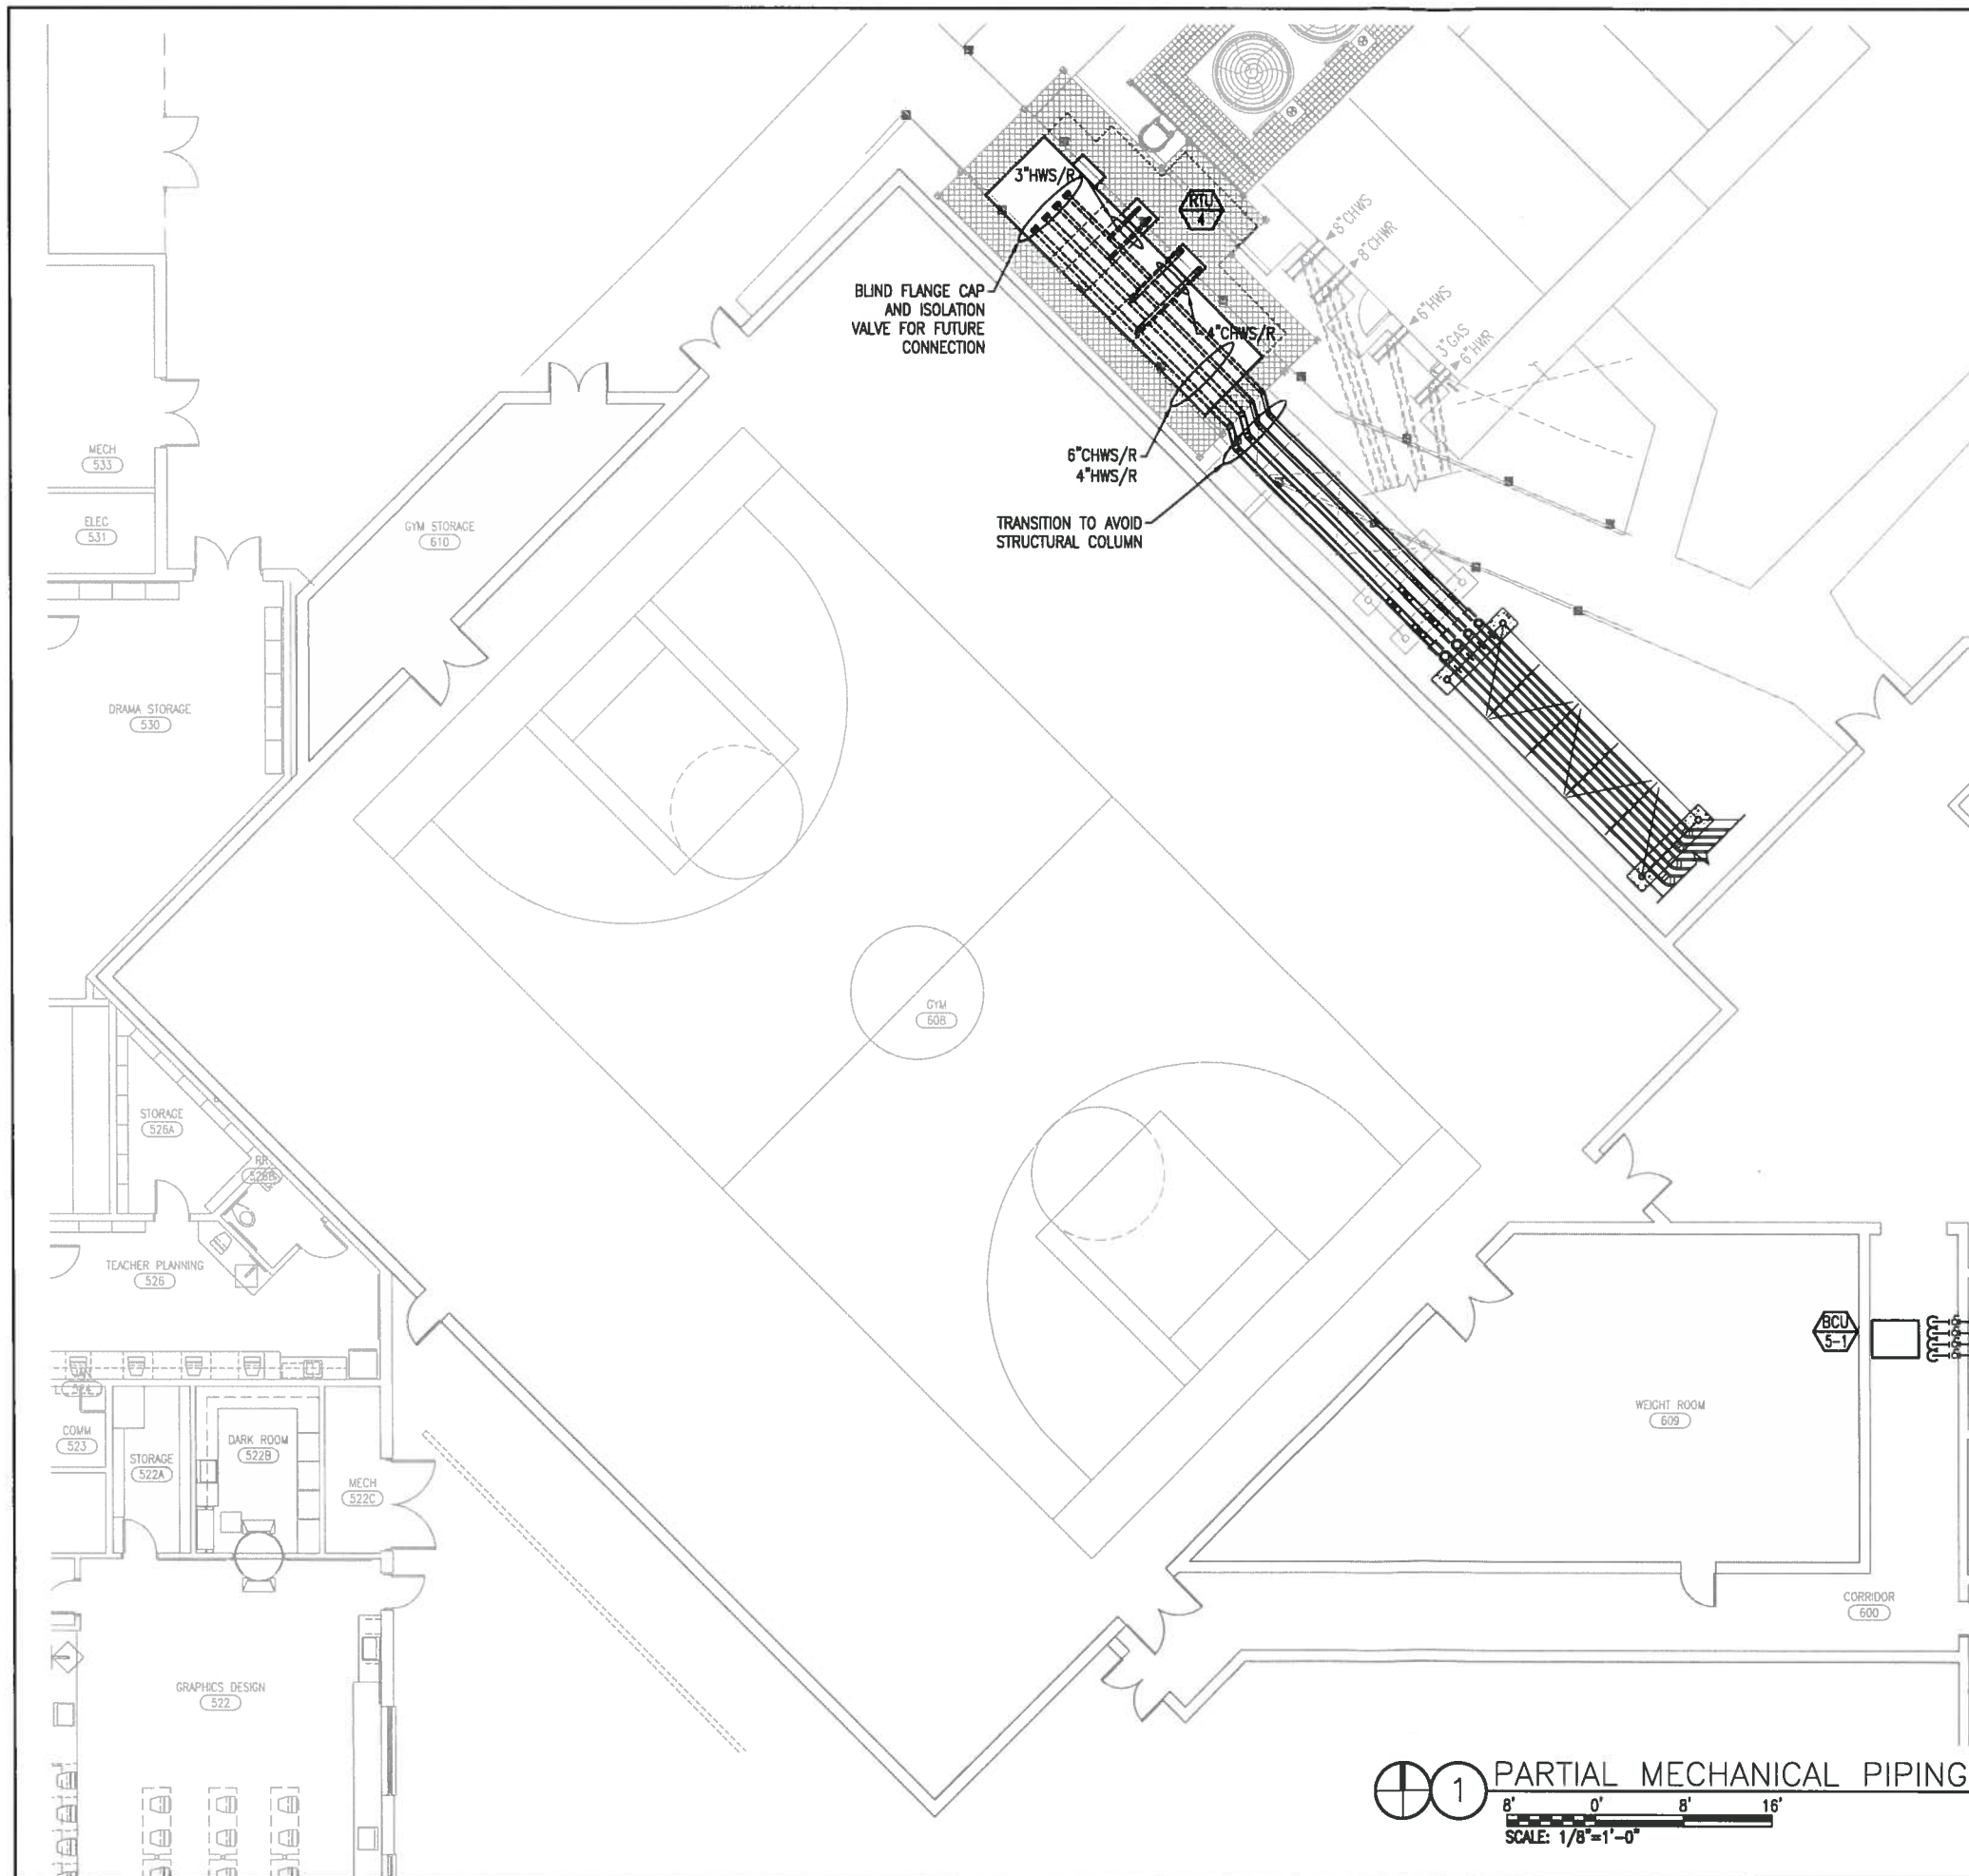 3"HWS/R
RTU
4
8"CHWS
8"CHWR
6"HWS
3"GAS
6"HWR
BLIND FLANGE CAP
AND ISOLATION
VALVE FOR FUTURE
CONNECTION
4"CHWS/R
6"CHWS/R
4"HWS/R
TRANSITION TO AVOID
STRUCTURAL COLUMN
MECH
533
ELEC
531
GYM STORAGE
610
DRAMA STORAGE
530
GYM
608
STORAGE
526A
RR
526B
TEACHER PLANNING
526
BCU
5-1
524
COMM
523
STORAGE
522A
DARK ROOM
522B
MECH
522C
WEIGHT ROOM
609
CORRIDOR
600
GRAPHICS DESIGN
522
1
PARTIAL MECHANICAL PIPING
8' 0' 8' 16'
SCALE: 1/8"=1'-0"